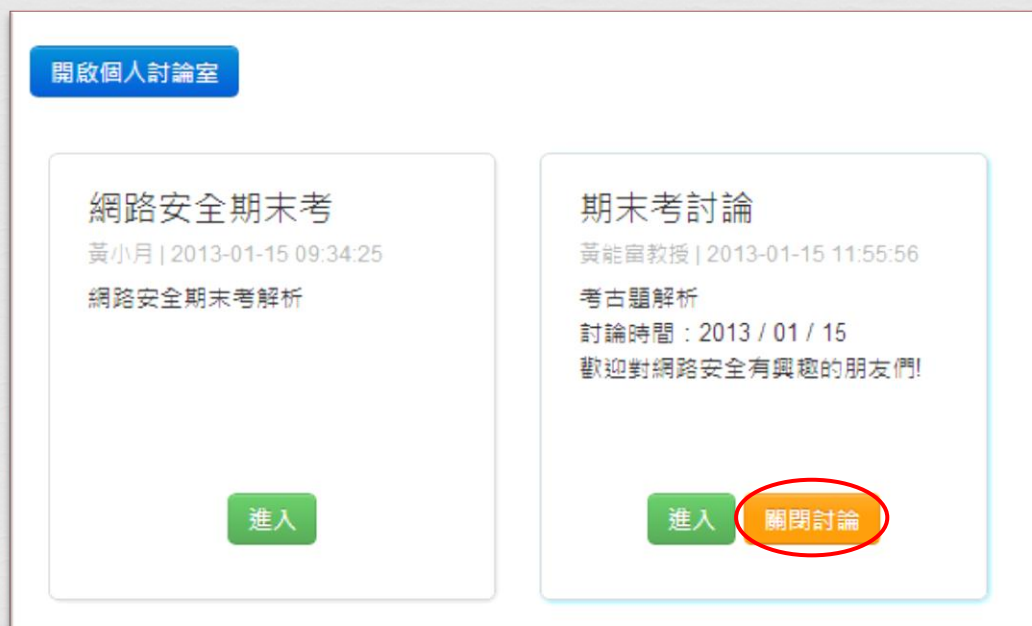 開啟個人討論室
網路安全期末考
黃小月 | 2013-01-15 09:34:25
網路安全期末考解析
進入
期末考討論
黃能富教授 | 2013-01-15 11:55:56
考古題解析
討論時間：2013 / 01 / 15
歡迎對網路安全有興趣的朋友們!
進入 關閉討論